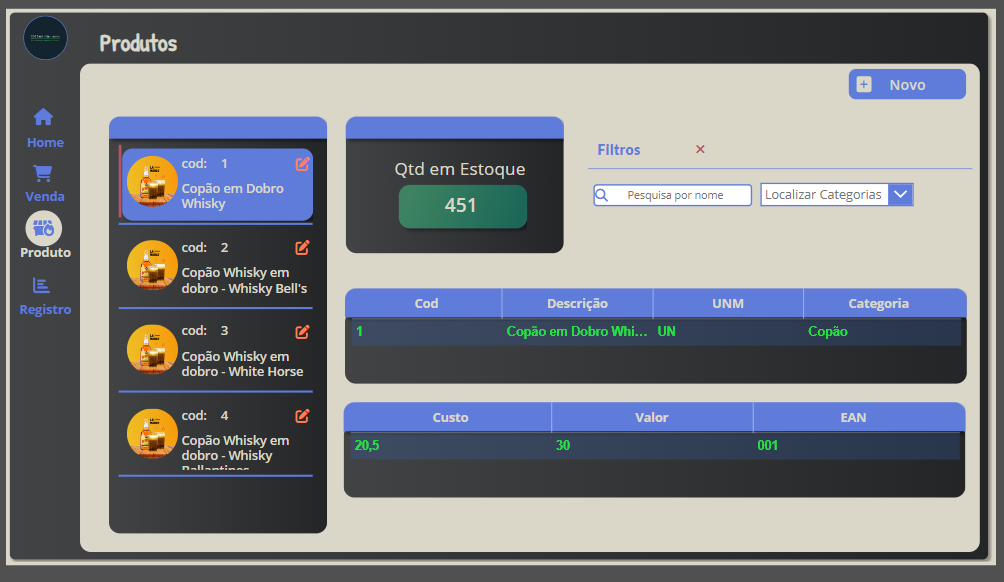 Produtos
Novo
Home
Venda
Produto
Registro
cod: 1
Copão em Dobro
Whisky
cod: 2
Copão Whisky em
dobro - Whisky Bell's
cod: 3
Copão Whisky em
dobro - White Horse
cod: 4
Copão Whisky em
dobro - Whisky
Ballantines
Qtd em Estoque
451
Filtros ×
Pesquisa por nome
Localizar Categorias
Cod Descrição UNM Categoria
1 Copão em Dobro Whi... UN Copão
Custo Valor EAN
20,5 30 001